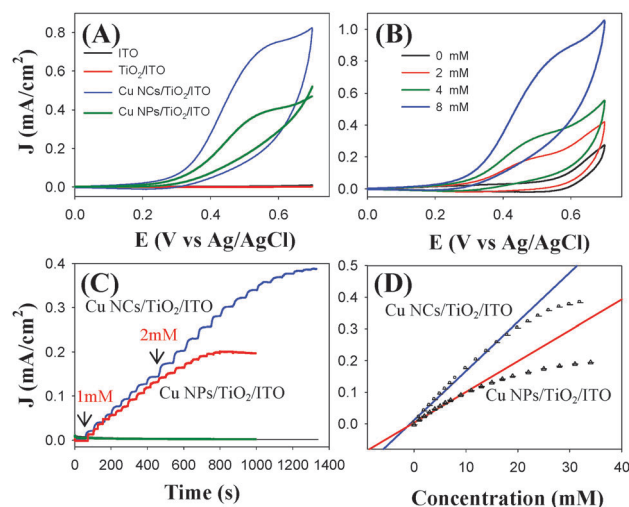 (A)
ITO
TiO₂/ITO
Cu NCs/TiO₂/ITO
Cu NPs/TiO₂/ITO
J (mA/cm²)
0.8
0.6
0.4
0.2
0.0
0.0 0.2 0.4 0.6
E (V vs Ag/AgCl)
(B)
0 mM
2 mM
4 mM
8 mM
1.0
0.8
0.6
0.4
0.2
0.0
0.0 0.2 0.4 0.6
E (V vs Ag/AgCl)
(C)
Cu NCs/TiO₂/ITO
2mM
1mM
Cu NPs/TiO₂/ITO
J (mA/cm²)
0.4
0.2
0.0
0 200 400 600 800 1000 1200 1400
Time (s)
(D)
Cu NCs/TiO₂/ITO
Cu NPs/TiO₂/ITO
0.5
0.4
0.3
0.2
0.1
0.0
0 10 20 30 40
Concentration (mM)